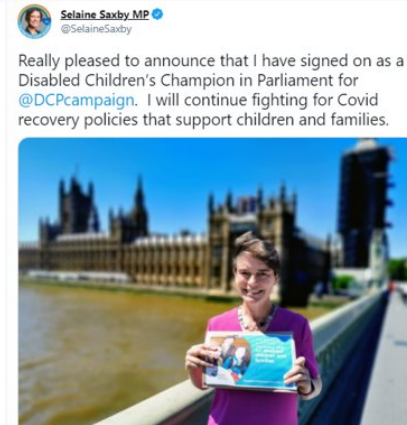 Selaine Saxby MP
@SelaineSaxby
Really pleased to announce that I have signed on as a
Disabled Children's Champion in Parliament for
@DCPcampaign. I will continue fighting for Covid
recovery policies that support children and families.